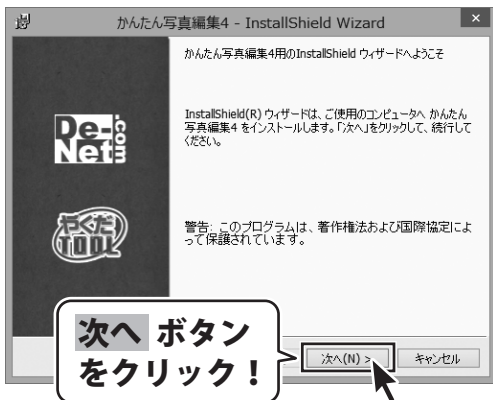 かんたん写真編集4 - InstallShield Wizard
×
かんたん写真編集4用のInstallShield ウィザードへようこそ
InstallShield(R) ウィザードは、ご使用のコンピュータへ かんたん
写真編集4 をインストールします。「次へ」をクリックして、続行して
ください。
De-
Net.com
やくだち
TOOL
警告: このプログラムは、著作権法および国際協定によ
って保護されています。
次へ ボタン
をクリック!
次へ(N) >
キャンセル